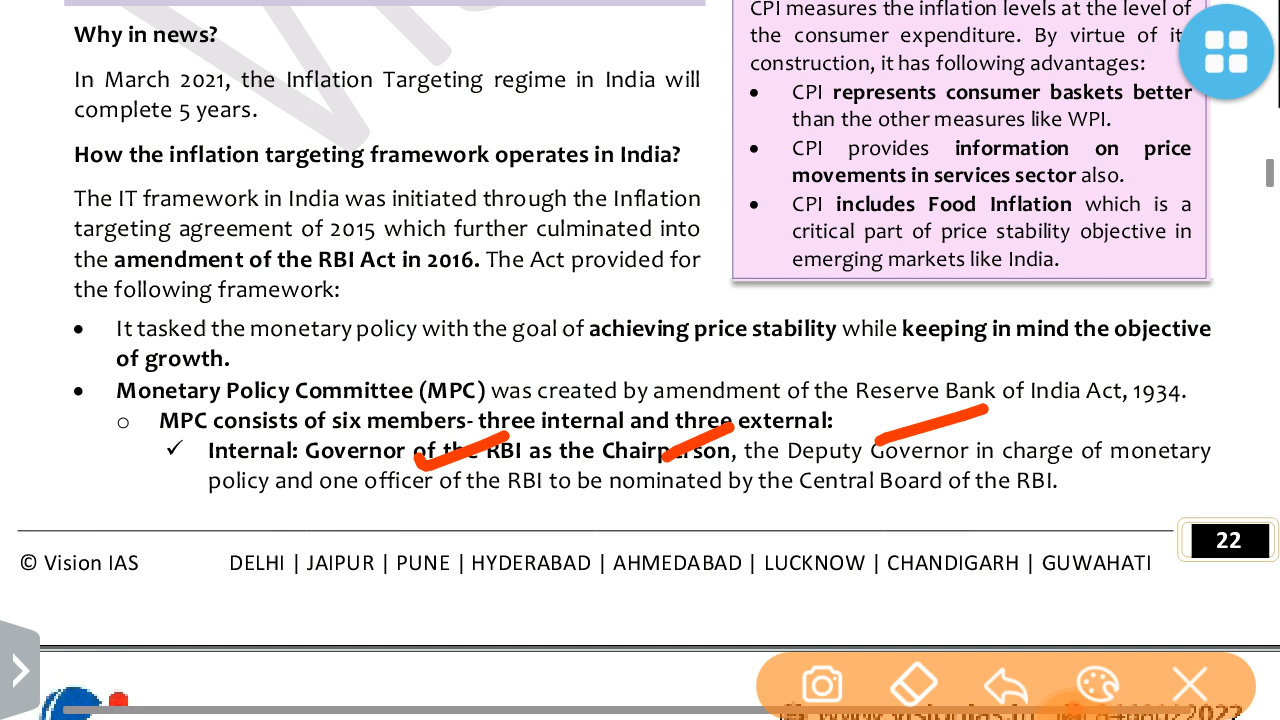 Why in news?
In March 2021, the Inflation Targeting regime in India will
complete 5 years.
How the inflation targeting framework operates in India?
The IT framework in India was initiated through the Inflation
targeting agreement of 2015 which further culminated into
the amendment of the RBI Act in 2016. The Act provided for
the following framework:
CPI measures the inflation levels at the level of
the consumer expenditure. By virtue of it
construction, it has following advantages:
• CPI represents consumer baskets better
than the other measures like WPI.
• CPI provides information on price
movements in services sector also.
• CPI includes Food Inflation which is a
critical part of price stability objective in
emerging markets like India.
• It tasked the monetary policy with the goal of achieving price stability while keeping in mind the objective
of growth.
• Monetary Policy Committee (MPC) was created by amendment of the Reserve Bank of India Act, 1934.
o MPC consists of six members- three internal and three external:
✓ Internal: Governor of the RBI as the Chairperson, the Deputy Governor in charge of monetary
policy and one officer of the RBI to be nominated by the Central Board of the RBI.
22
© Vision IAS DELHI | JAIPUR | PUNE | HYDERABAD | AHMEDABAD | LUCKNOW | CHANDIGARH | GUWAHATI